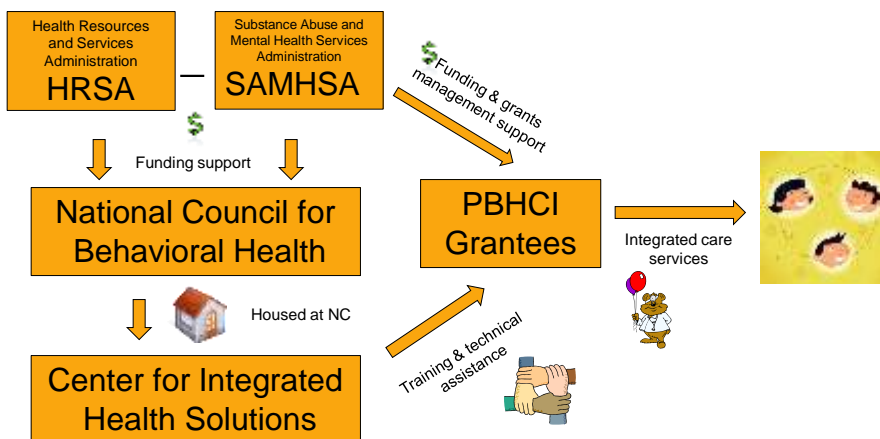 Health Resources
and Services
Administration
HRSA
Substance Abuse and
Mental Health Services
Administration
SAMHSA
Funding & grants
management support
Funding support
National Council for
Behavioral Health
PBHCI
Grantees
Integrated care
services
Housed at NC
Training & technical
assistance
Center for Integrated
Health Solutions